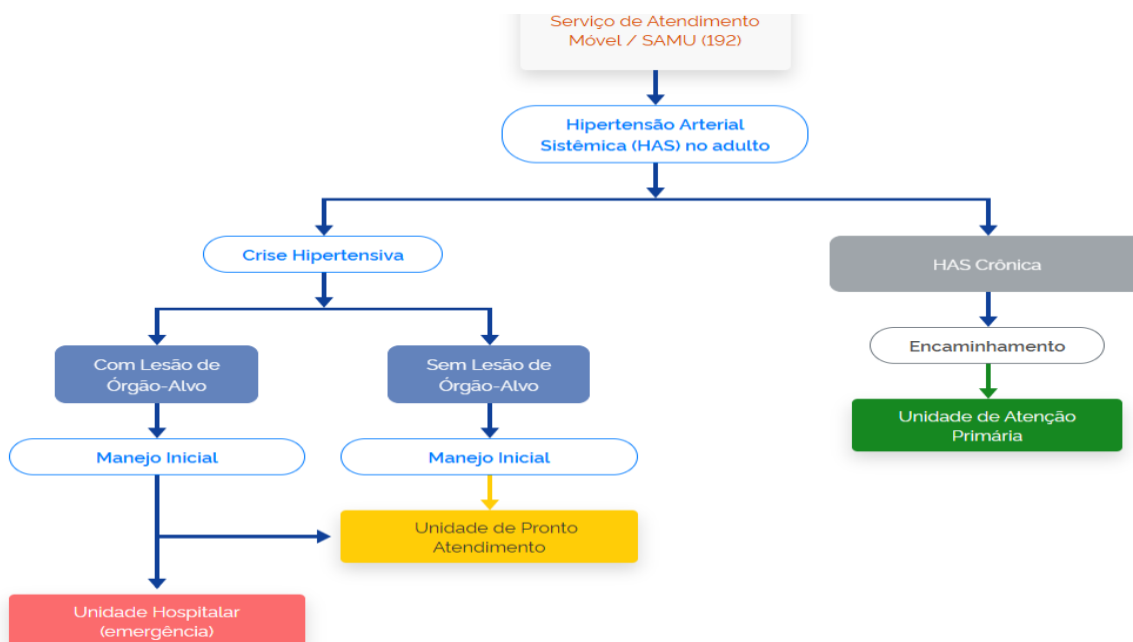 Serviço de Atendimento
Móvel / SAMU (192)
Hipertensão Arterial
Sistêmica (HAS) no adulto
Crise Hipertensiva
HAS Crônica
Com Lesão de
Órgão-Alvo
Sem Lesão de
Órgão-Alvo
Encaminhamento
Unidade de Atenção
Primária
Manejo Inicial
Manejo Inicial
Unidade de Pronto
Atendimento
Unidade Hospitalar
(emergência)